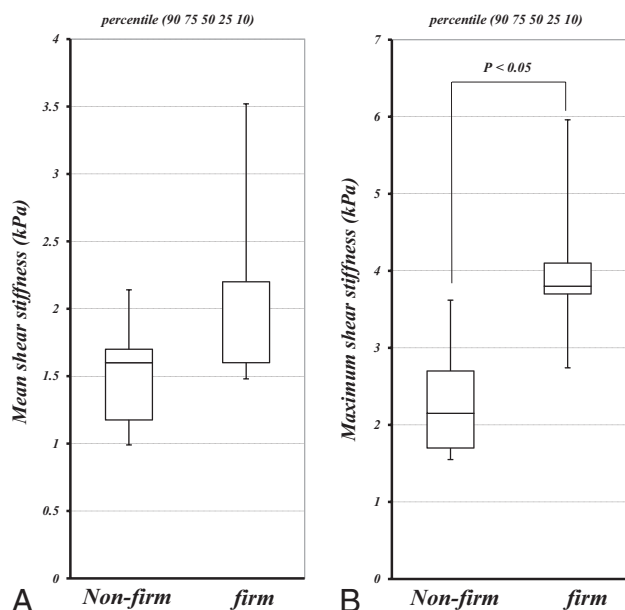 percentile (90 75 50 25 10)
4
3.5
3
2.5
2
1.5
1
0.5
0
Mean shear stiffness (kPa)
Non-firm firm
A
percentile (90 75 50 25 10)
7
6
5
4
3
2
1
0
Maximum shear stiffness (kPa)
P < 0.05
Non-firm firm
B